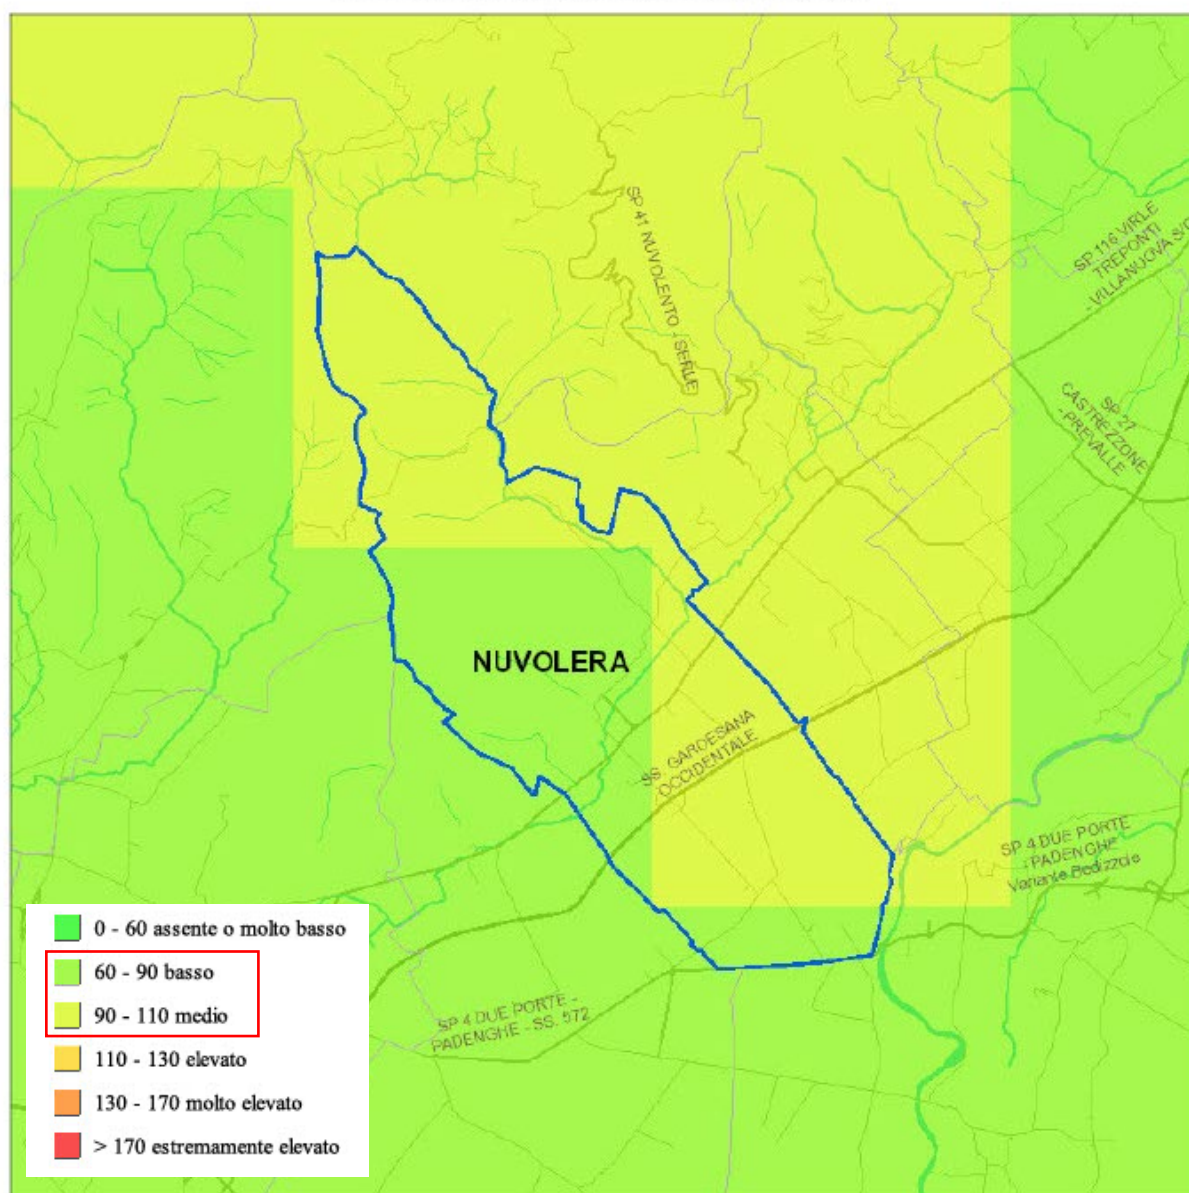 SP 41 NUVOLENTO - SERLE
SP 116 VIRLE
TREPONTI
- VILLANUOVA S/C
SP 27
CASTREZZONE
- PREVALLE
NUVOLERA
SS. GARDESANA
OCCIDENTALE
SP 4 DUE PORTE
- PADENGHE
Variante Bedizzole
SP 4 DUE PORTE -
PADENGHE - SS. 572
0 - 60 assente o molto basso
60 - 90 basso
90 - 110 medio
110 - 130 elevato
130 - 170 molto elevato
> 170 estremamente elevato